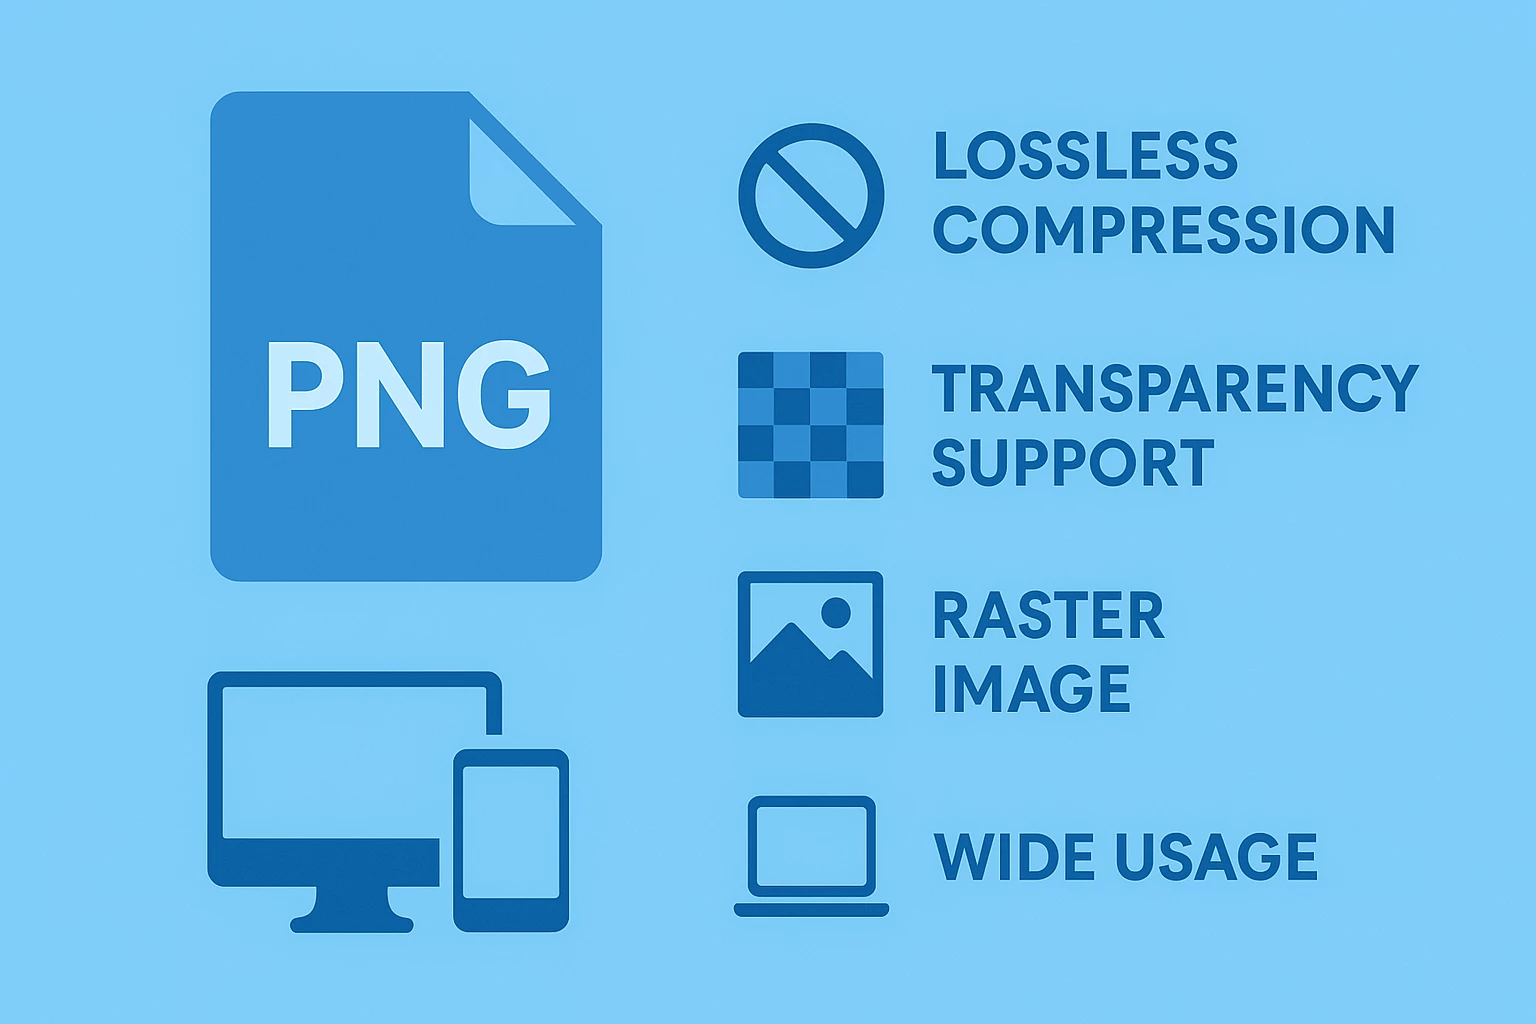 PNG
LOSSLESS
COMPRESSION
TRANSPARENCY
SUPPORT
RASTER
IMAGE
WIDE USAGE